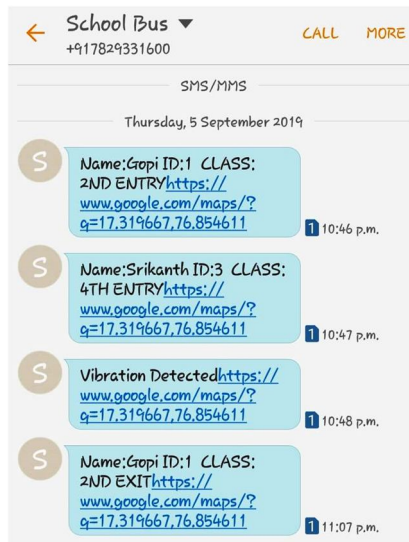 School Bus
CALL MORE
+917829331600
SMS/MMS
Thursday, 5 September 2019
S
Name:Gopi ID:1 CLASS:
2ND ENTRYhttps://
www.google.com/maps/?
q=17.319667,76.854611
1 10:46 p.m.
S
Name:Srikanth ID:3 CLASS:
4TH ENTRYhttps://
www.google.com/maps/?
q=17.319667,76.854611
1 10:47 p.m.
S
Vibration Detectedhttps://
www.google.com/maps/?
q=17.319667,76.854611
1 10:48 p.m.
S
Name:Gopi ID:1 CLASS:
2ND EXIThttps://
www.google.com/maps/?
q=17.319667,76.854611
1 11:07 p.m.